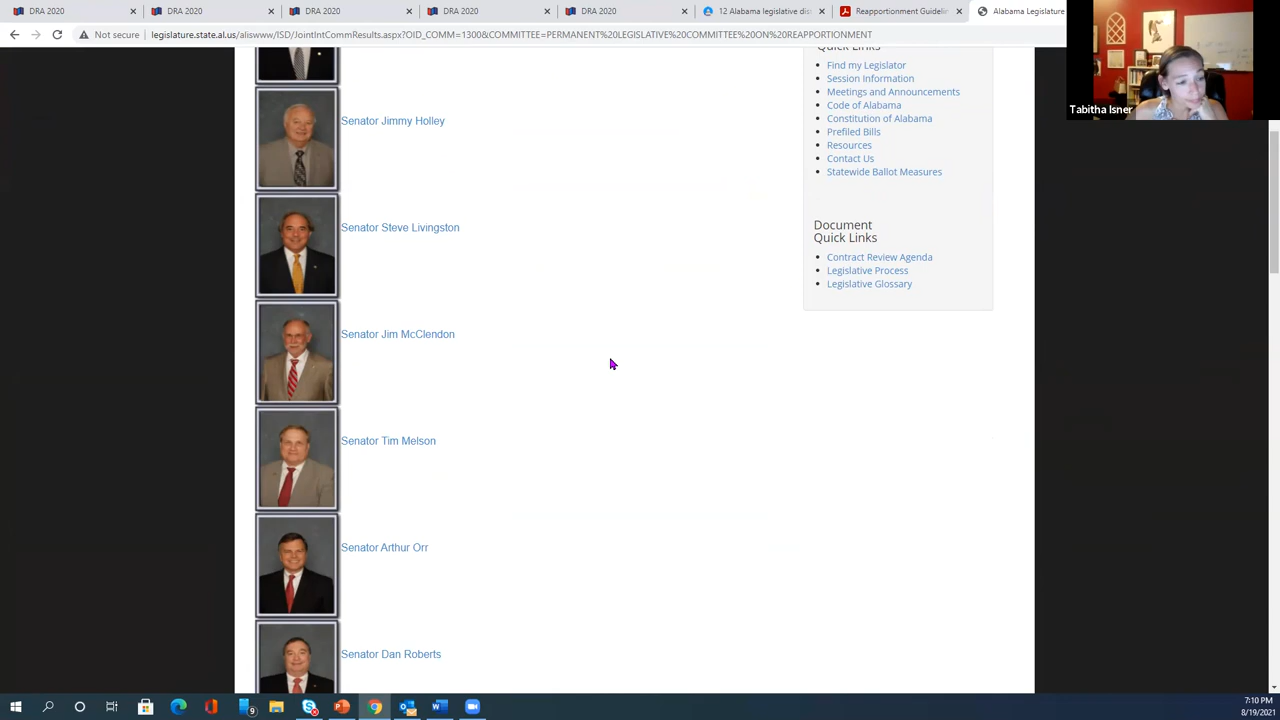 DRA 2020
DRA 2020
DRA 2020
DRA 2020
DRA 2020
12 Alabama legislative dist
Reapportionment Guidelin
Alabama Legislature
Not secure
legislature.state.al.us/aliswww/ISD/JointIntCommResults.aspx?OID_COMM=1300&COMMITTEE=PERMANENT%20LEGISLATIVE%20COMMITTEE%20ON%20REAPPORTIONMENT
Quick Links
Find my Legislator
Session Information
Meetings and Announcements
Code of Alabama
Constitution of Alabama
Prefiled Bills
Resources
Contact Us
Statewide Ballot Measures
Document
Quick Links
Contract Review Agenda
Legislative Process
Legislative Glossary
Tabitha Isner
Senator Jimmy Holley
Senator Steve Livingston
Senator Jim McClendon
Senator Tim Melson
Senator Arthur Orr
Senator Dan Roberts
9
7:10 PM
8/19/2021